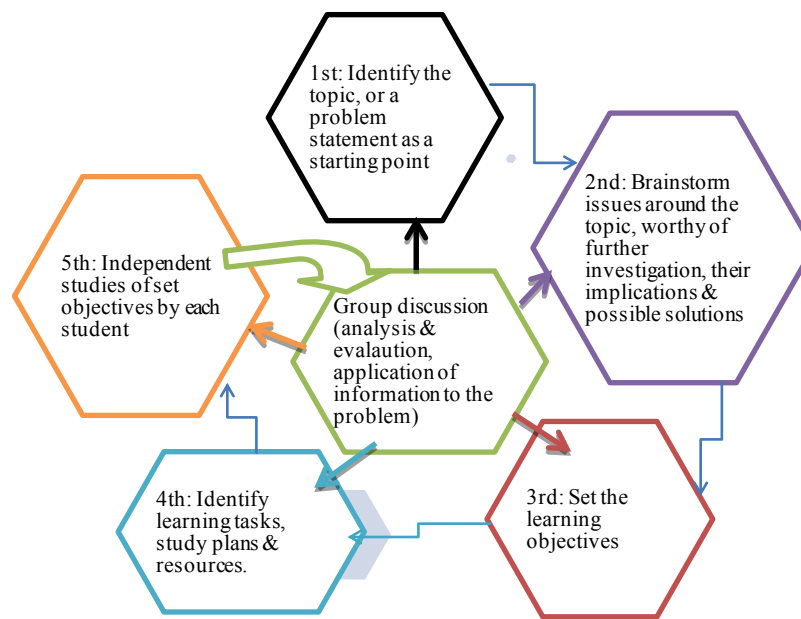 1st: Identify the
topic, or a
problem
statement as a
starting point
2nd: Brainstorm
issues around the
topic, worthy of
further
investigation, their
implications &
possible solutions
3rd: Set the
learning
objectives
4th: Identify
learning tasks,
study plans &
resources.
5th: Independent
studies of set
objectives by each
student
Group discussion
(analysis &
evalaution,
application of
information to the
problem)